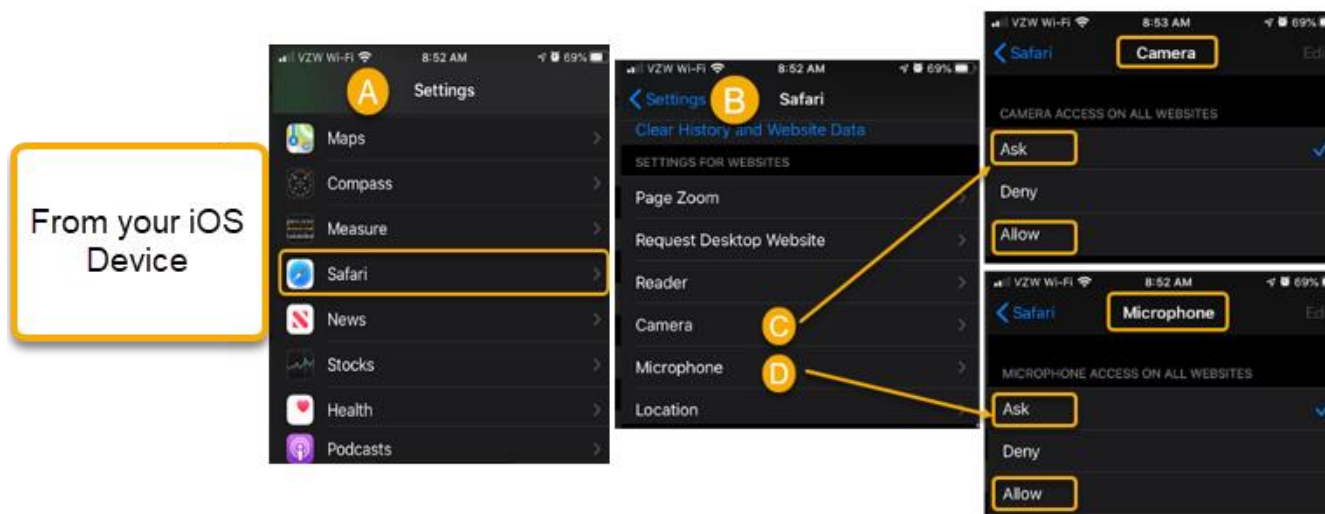 From your iOS
Device
VZW Wi-Fi 8:52 AM 69%
A
Settings
Maps
Compass
Measure
Safari
News
Stocks
Health
Podcasts
VZW Wi-Fi 8:52 AM 69%
Settings B Safari
Clear History and Website Data
SETTINGS FOR WEBSITES
Page Zoom
Request Desktop Website
Reader
Camera C
Microphone D
Location
VZW Wi-Fi 8:53 AM 69%
Safari Camera
CAMERA ACCESS ON ALL WEBSITES
Ask
Deny
Allow
VZW Wi-Fi 8:52 AM 69%
Safari Microphone
MICROPHONE ACCESS ON ALL WEBSITES
Ask
Deny
Allow